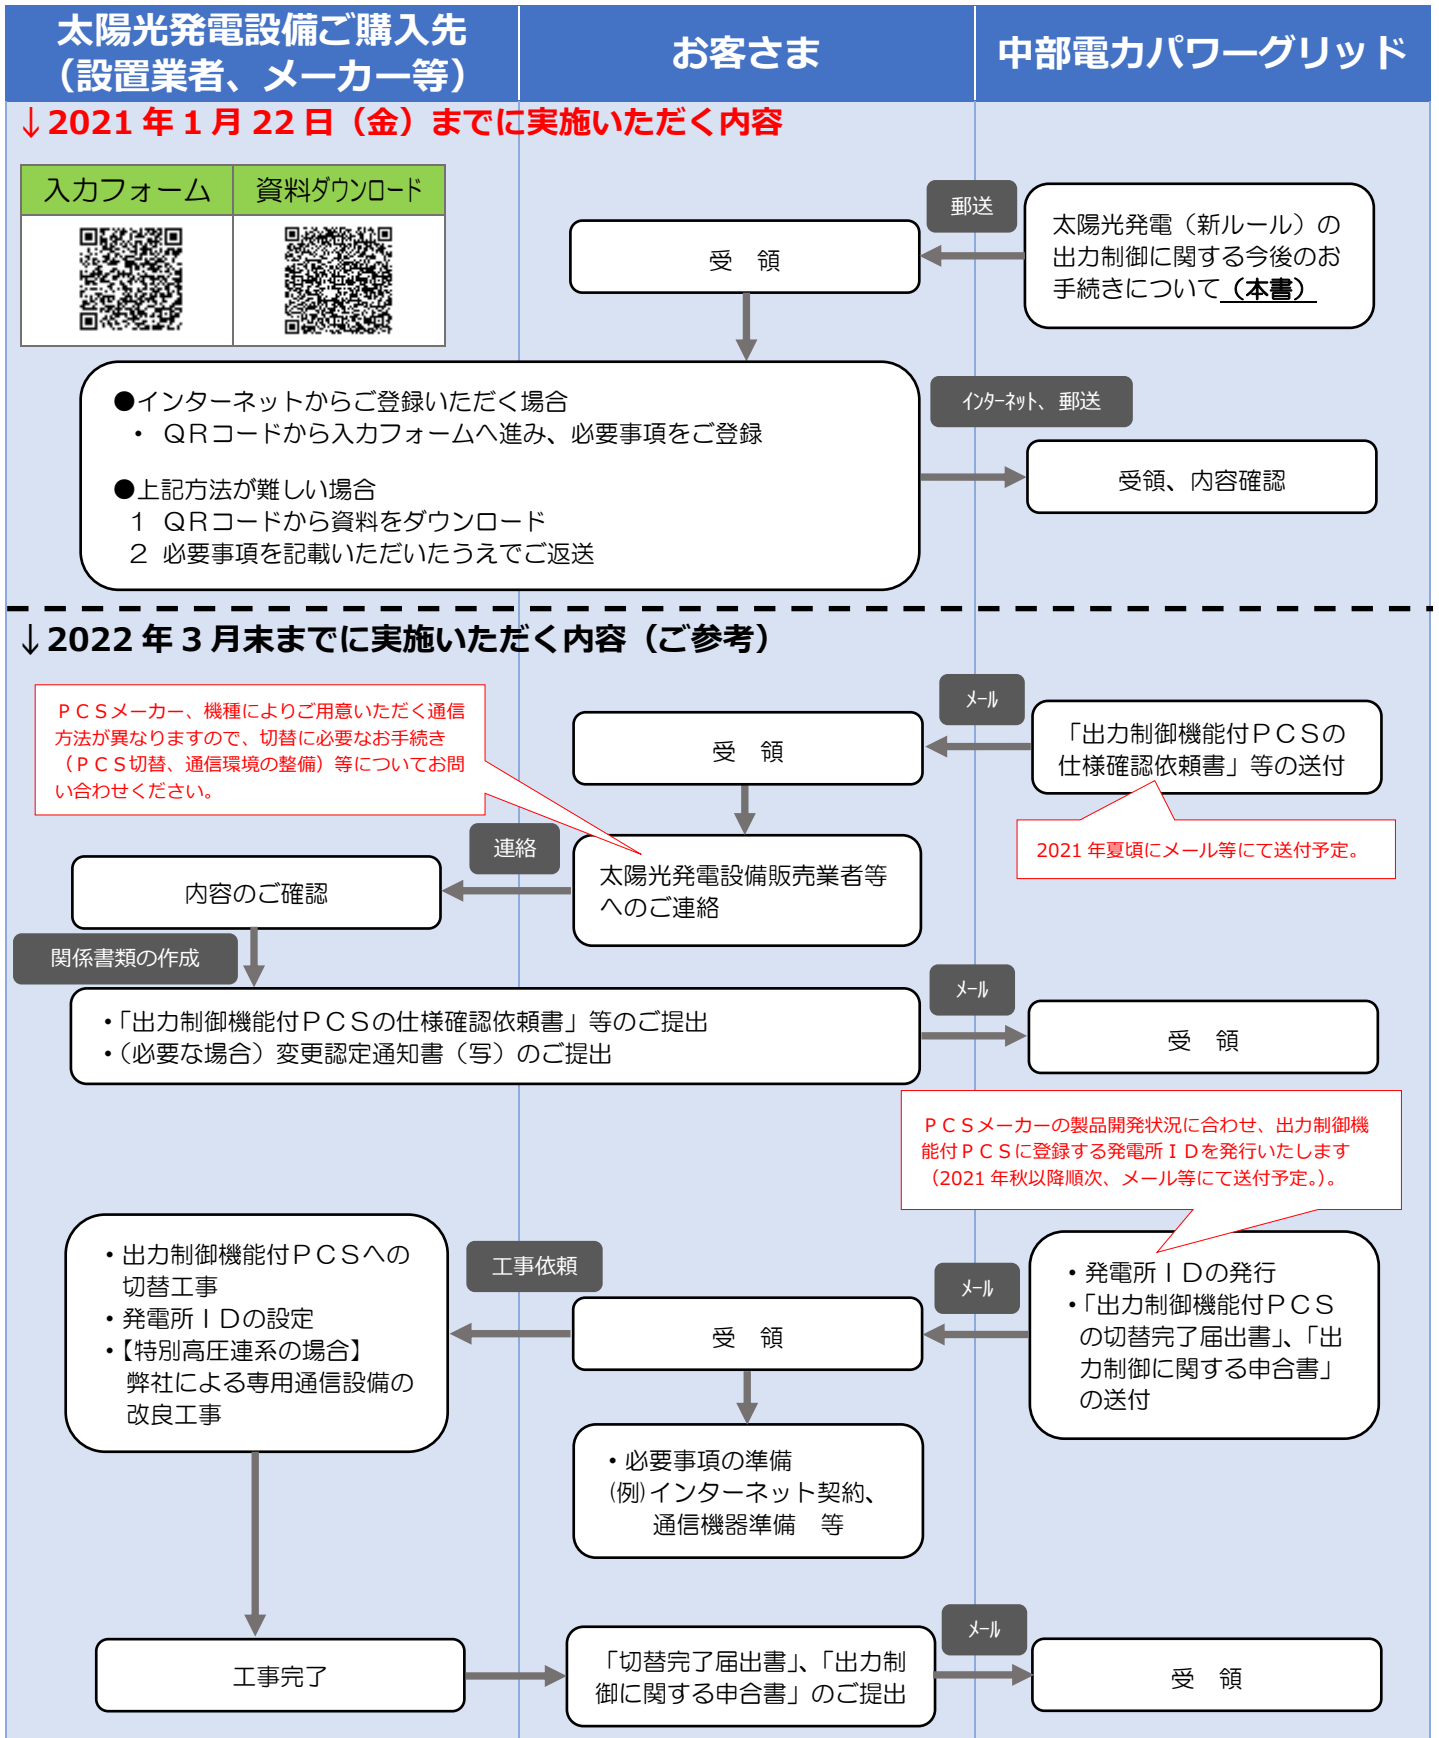 太陽光発電設備ご購入先
（設置業者、メーカー等）
お客さま
中部電力パワーグリッド
↓2021年1月22日（金）までに実施いただく内容
入力フォーム
資料ダウンロード
郵送
太陽光発電（新ルール）の
出力制御に関する今後のお
手続きについて（本書）
受　領
●インターネットからご登録いただく場合
・ＱＲコードから入力フォームへ進み、必要事項をご登録
●上記方法が難しい場合
１ ＱＲコードから資料をダウンロード
２ 必要事項を記載いただいたうえでご返送
インターネット、郵送
受領、内容確認
↓2022年3月末までに実施いただく内容（ご参考）
ＰＣＳメーカー、機種によりご用意いただく通信
方法が異なりますので、切替に必要なお手続き
（ＰＣＳ切替、通信環境の整備）等についてお問
い合わせください。
受　領
メール
「出力制御機能付ＰＣＳの
仕様確認依頼書」等の送付
2021年夏頃にメール等にて送付予定。
連絡
太陽光発電設備販売業者等
へのご連絡
内容のご確認
関係書類の作成
・「出力制御機能付ＰＣＳの仕様確認依頼書」等のご提出
・（必要な場合）変更認定通知書（写）のご提出
メール
受　領
ＰＣＳメーカーの製品開発状況に合わせ、出力制御機
能付ＰＣＳに登録する発電所ＩＤを発行いたします
（2021年秋以降順次、メール等にて送付予定。）。
・発電所ＩＤの発行
・「出力制御機能付ＰＣＳ
の切替完了届出書」、「出
力制御に関する申合書」
の送付
メール
受　領
工事依頼
・出力制御機能付ＰＣＳへの
切替工事
・発電所ＩＤの設定
・【特別高圧連系の場合】
弊社による専用通信設備の
改良工事
・必要事項の準備
(例)インターネット契約、
通信機器準備　等
工事完了
「切替完了届出書」、「出力制
御に関する申合書」のご提出
メール
受　領